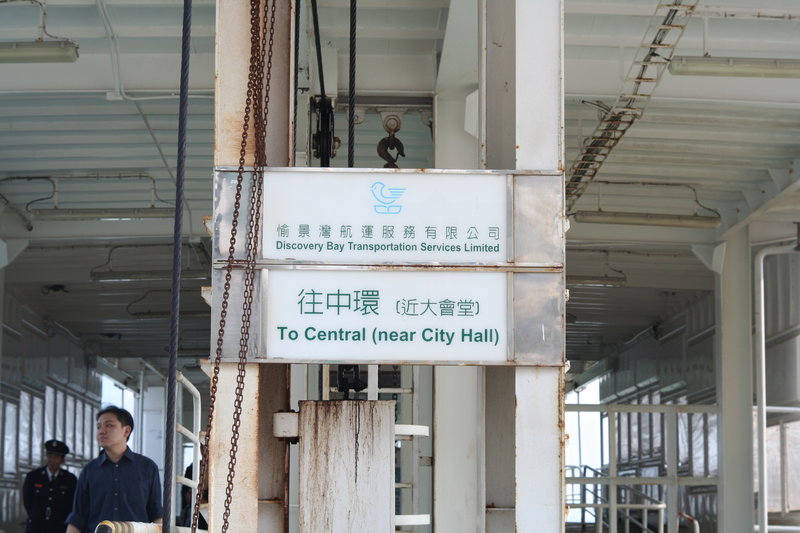 愉景灣航運服務有限公司
Discovery Bay Transportation Services Limited
往中環 (近大會堂)
To Central (near City Hall)